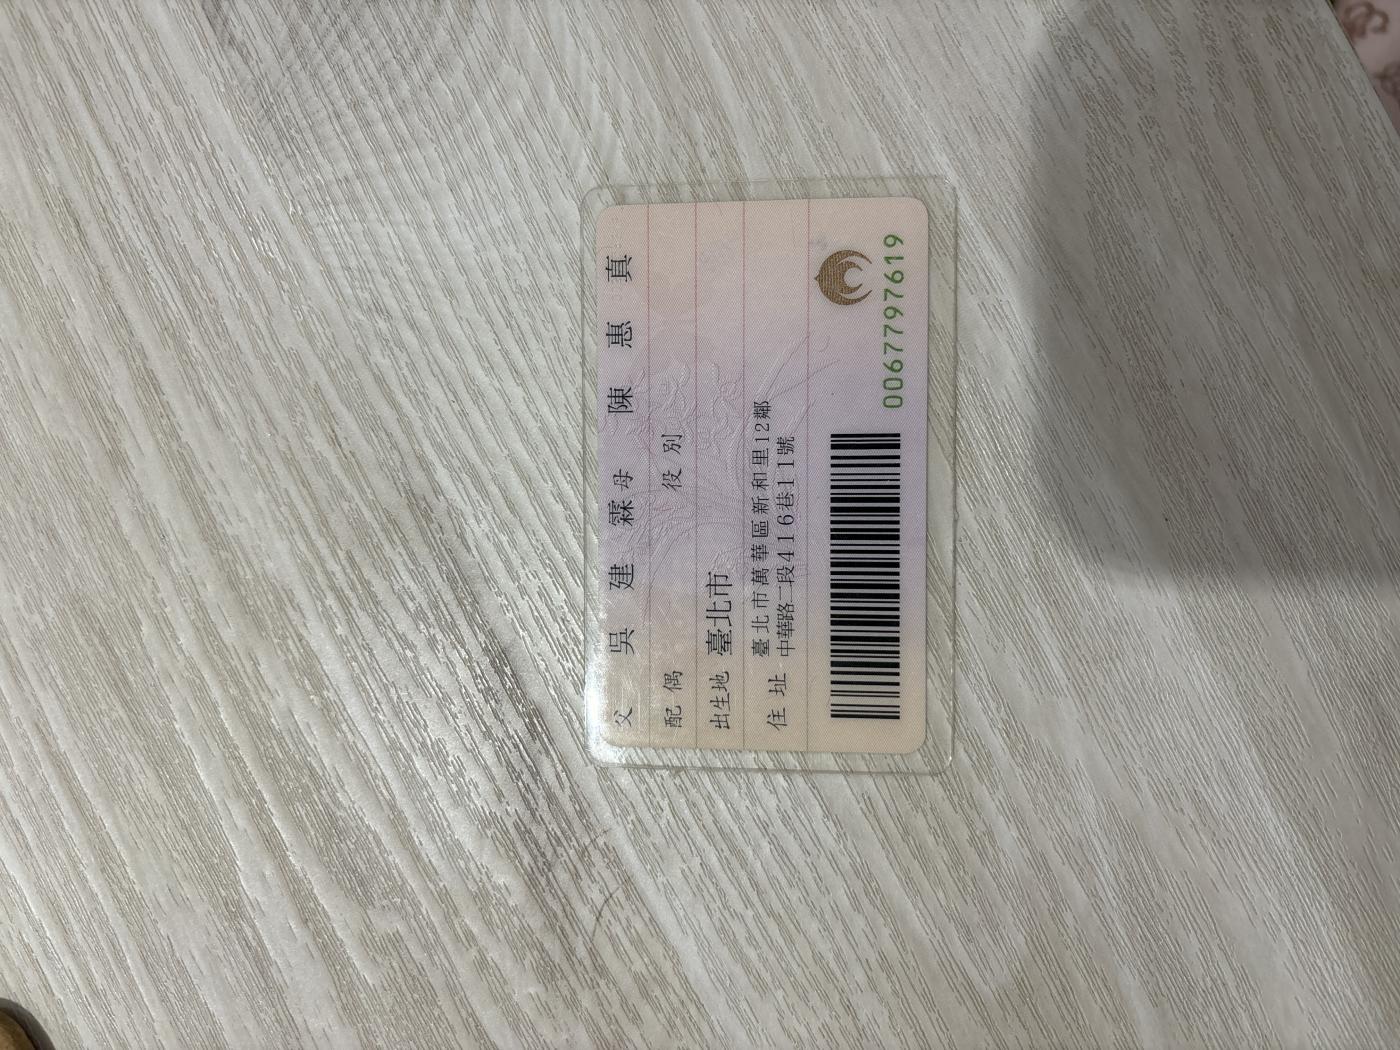 父 吳建霖 母 陳惠真
配偶 役別
出生地 臺北市
住址 臺北市萬華區新和里12鄰
中華路二段416巷11號
0067797619